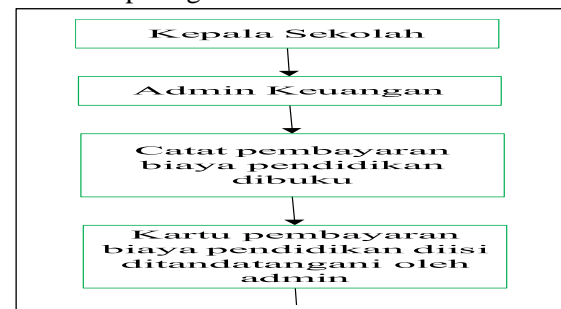 Kepala Sekolah
Admin Keuangan
Catat pembayaran
biaya pendidikan
dibuku
Kartu pembayaran
biaya pendidikan diisi
ditandatangani oleh
admin